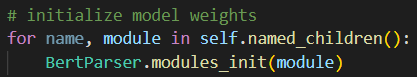 # initialize model weights
for name, module in self.named_children():
    BertParser.modules_init(module)